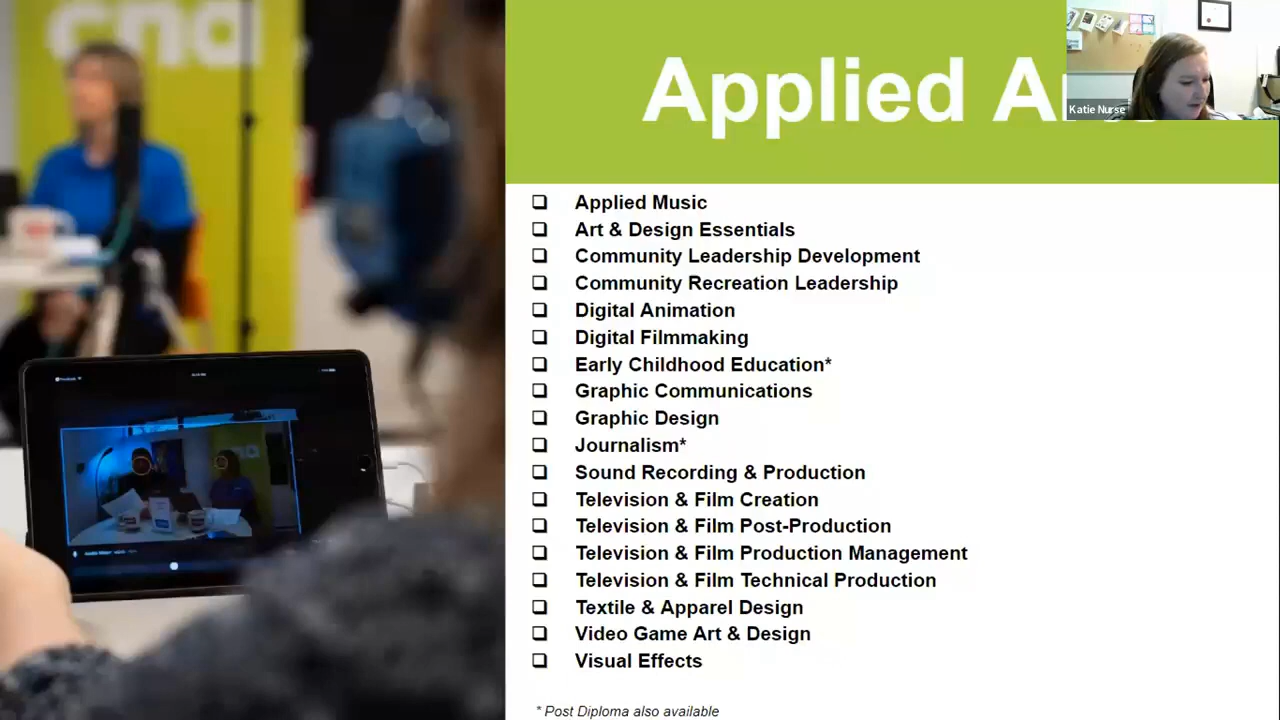 cna
Applied A
Katie Nurse
❑ Applied Music
❑ Art & Design Essentials
❑ Community Leadership Development
❑ Community Recreation Leadership
❑ Digital Animation
❑ Digital Filmmaking
❑ Early Childhood Education*
❑ Graphic Communications
❑ Graphic Design
❑ Journalism*
❑ Sound Recording & Production
❑ Television & Film Creation
❑ Television & Film Post-Production
❑ Television & Film Production Management
❑ Television & Film Technical Production
❑ Textile & Apparel Design
❑ Video Game Art & Design
❑ Visual Effects
* Post Diploma also available